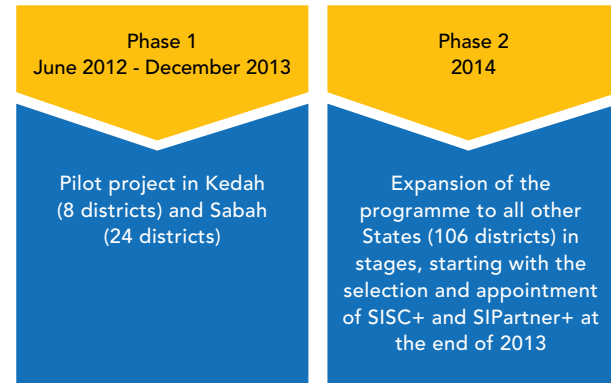 Phase 1
June 2012 - December 2013
Pilot project in Kedah
(8 districts) and Sabah
(24 districts)
Phase 2
2014
Expansion of the
programme to all other
States (106 districts) in
stages, starting with the
selection and appointment
of SISC+ and SIPartner+ at
the end of 2013